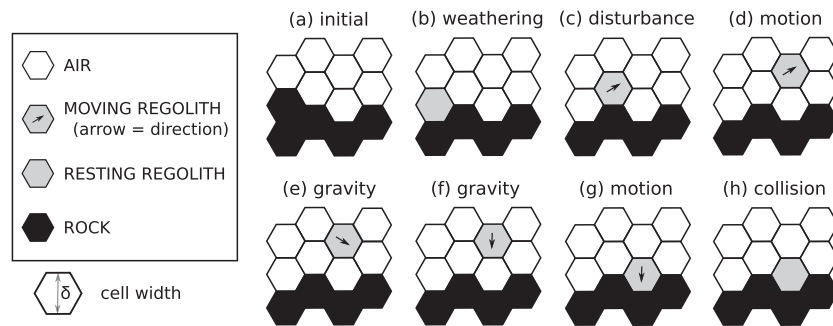 (a) initial
(b) weathering
(c) disturbance
(d) motion
AIR
MOVING REGOLITH
(arrow = direction)
RESTING REGOLITH
ROCK
δ cell width
(e) gravity
(f) gravity
(g) motion
(h) collision